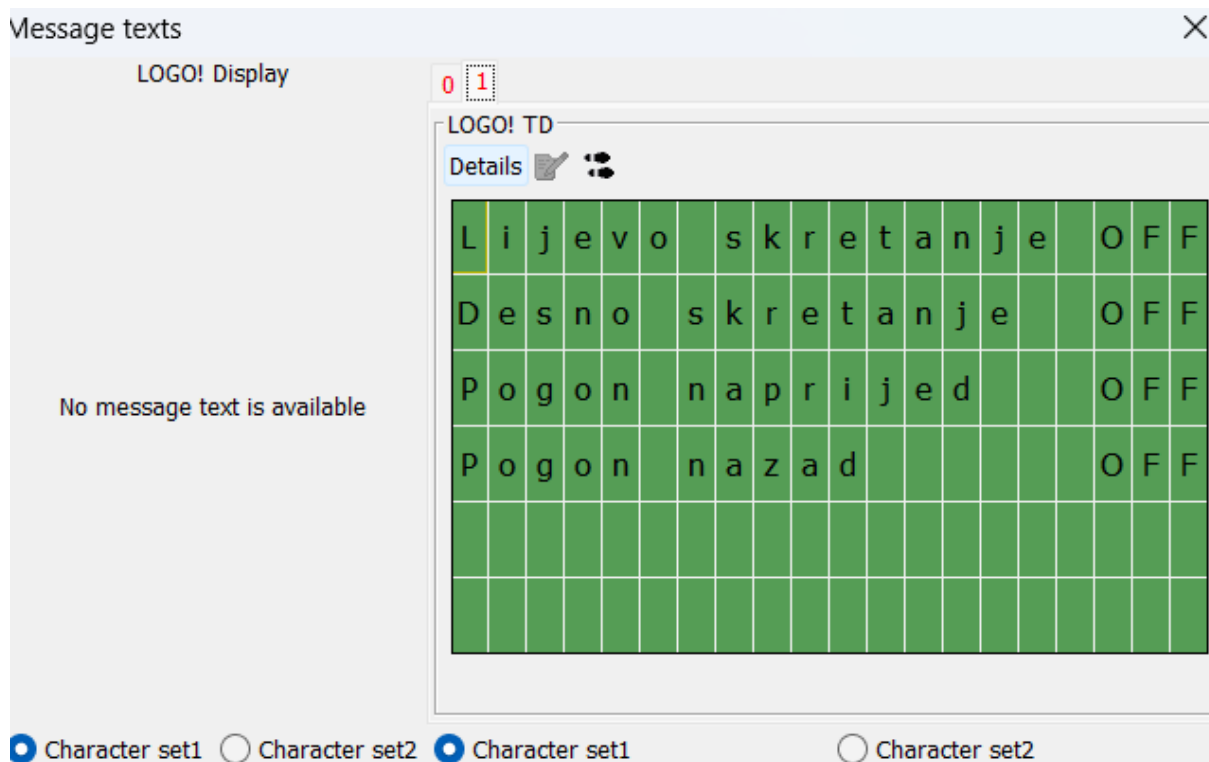 Message texts
LOGO! Display
0 1
LOGO! TD
Details
Lijevo skretanje OFF
Desno skretanje OFF
Pogon naprijed OFF
Pogon nazad OFF
No message text is available
Character set1 Character set2 Character set1 Character set2